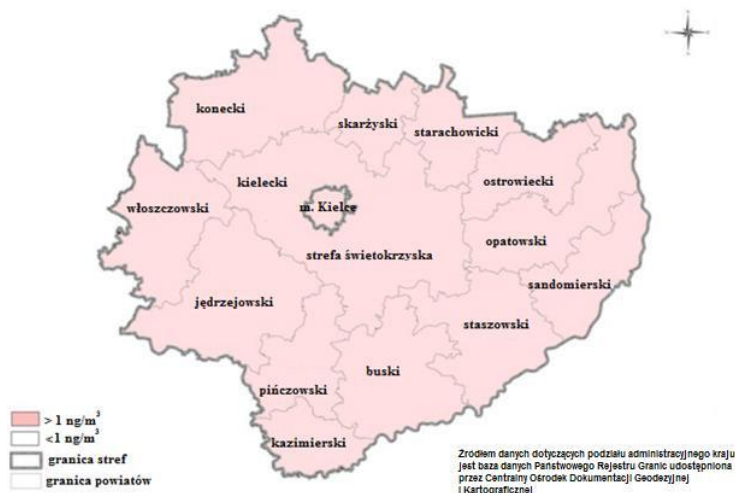 konecki
skarżyski
starachowicki
kielecki
ostrowiecki
włoszczowski
m. Kielce
opatowski
strefa świetokrzyska
sandomierski
jędrzejowski
staszowski
buski
pińczowski
kazimierski
> 1 ng/m³
<1 ng/m³
granica stref
granica powiatów
Źródłem danych dotyczących podziału administracyjnego kraju
jest baza danych Państwowego Rejestru Granic udostępniona
przez Centralny Ośrodek Dokumentacji Geodezyjnej
i Kartograficznej